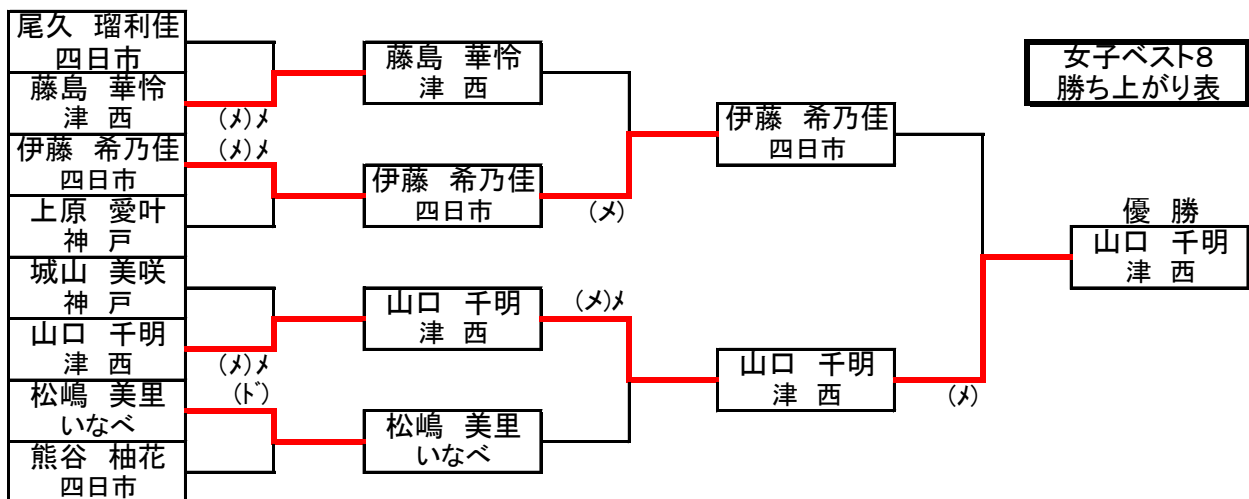 尾久 瑠利佳
四日市
藤島 華怜
津 西
(メ)メ
伊藤 希乃佳
四日市
(メ)メ
上原 愛叶
神 戸
城山 美咲
神 戸
山口 千明
津 西
(メ)メ
松嶋 美里
いなべ
(ド)
熊谷 柚花
四日市
藤島 華怜
津 西
伊藤 希乃佳
四日市
(メ)
山口 千明
津 西
(メ)メ
松嶋 美里
いなべ
伊藤 希乃佳
四日市
山口 千明
津 西
(メ)
女子ベスト8
勝ち上がり表
優 勝
山口 千明
津 西